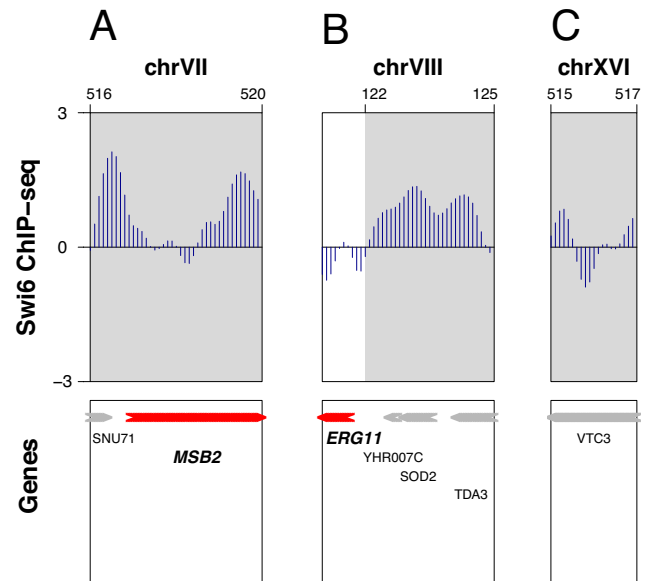 A B C
chrVII chrVIII chrXVI
516 520 122 125 515 517
3
0
−3
Swi6 ChIP−seq
Genes
SNU71
MSB2
ERG11
YHR007C
SOD2
TDA3
VTC3